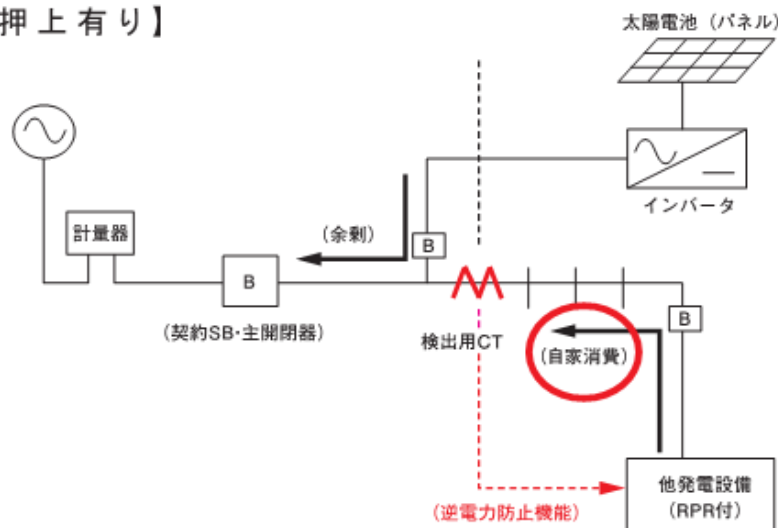 押上有り】
太陽電池（パネル）
インバータ
計量器
（余剰）
B
B
（契約SB・主開閉器）
検出用CT
（自家消費）
B
他発電設備
（RPR付）
（逆電力防止機能）